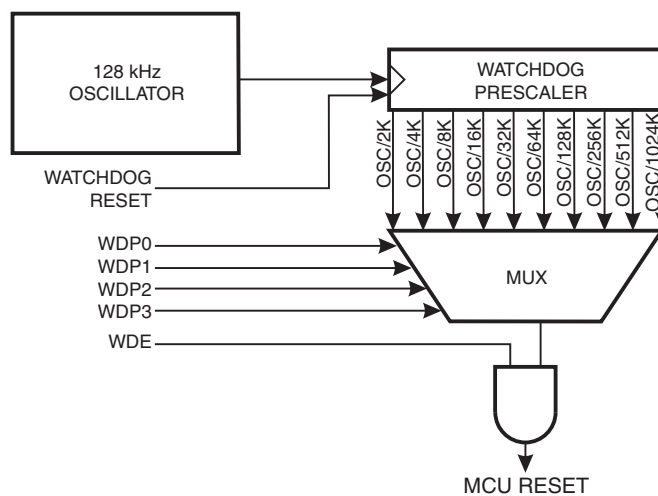 128 kHz
OSCILLATOR
WATCHDOG
PRESCALER
OSC/2K
OSC/4K
OSC/8K
OSC/16K
OSC/32K
OSC/64K
OSC/128K
OSC/256K
OSC/512K
OSC/1024K
WATCHDOG
RESET
WDP0
WDP1
WDP2
WDP3
MUX
WDE
MCU RESET